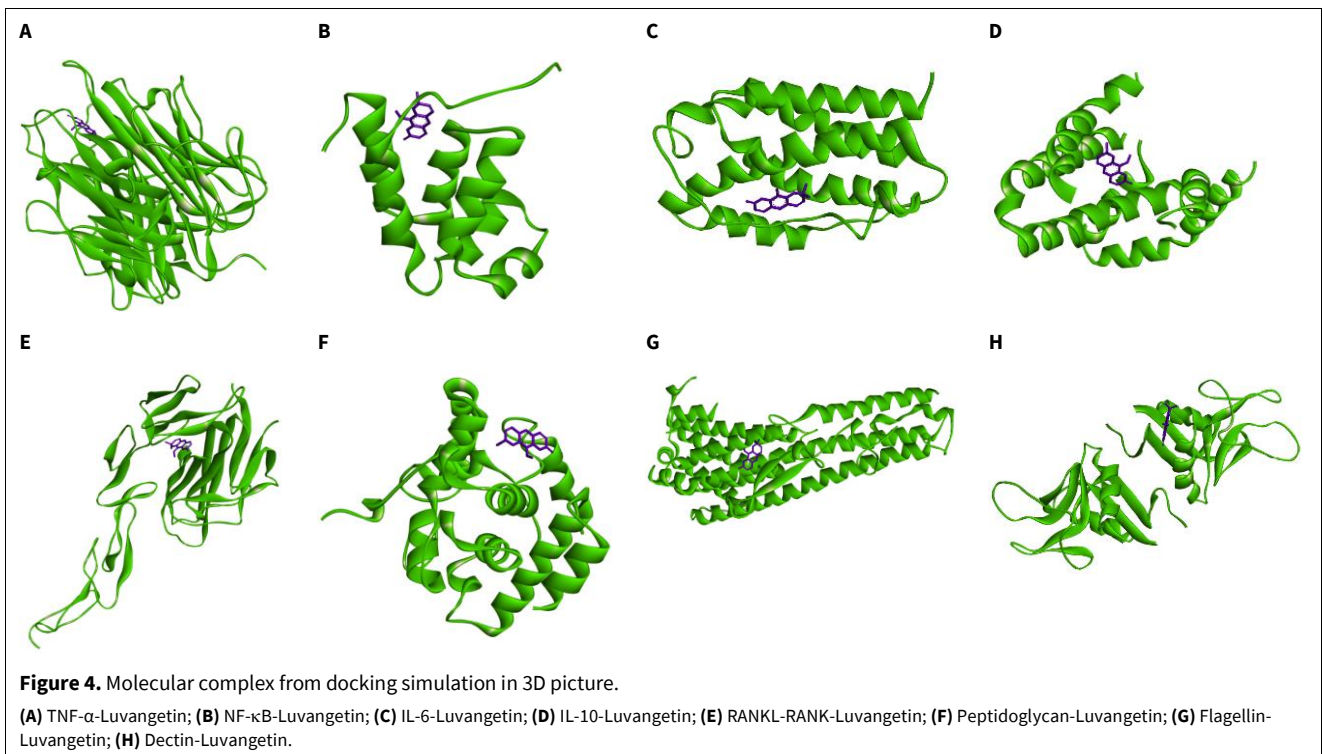 A
B
C
D
E
F
G
H
Figure 4. Molecular complex from docking simulation in 3D picture.
(A) TNF-α-Luvangetin; (B) NF-κB-Luvangetin; (C) IL-6-Luvangetin; (D) IL-10-Luvangetin; (E) RANKL-RANK-Luvangetin; (F) Peptidoglycan-Luvangetin; (G) Flagellin-
Luvangetin; (H) Dectin-Luvangetin.